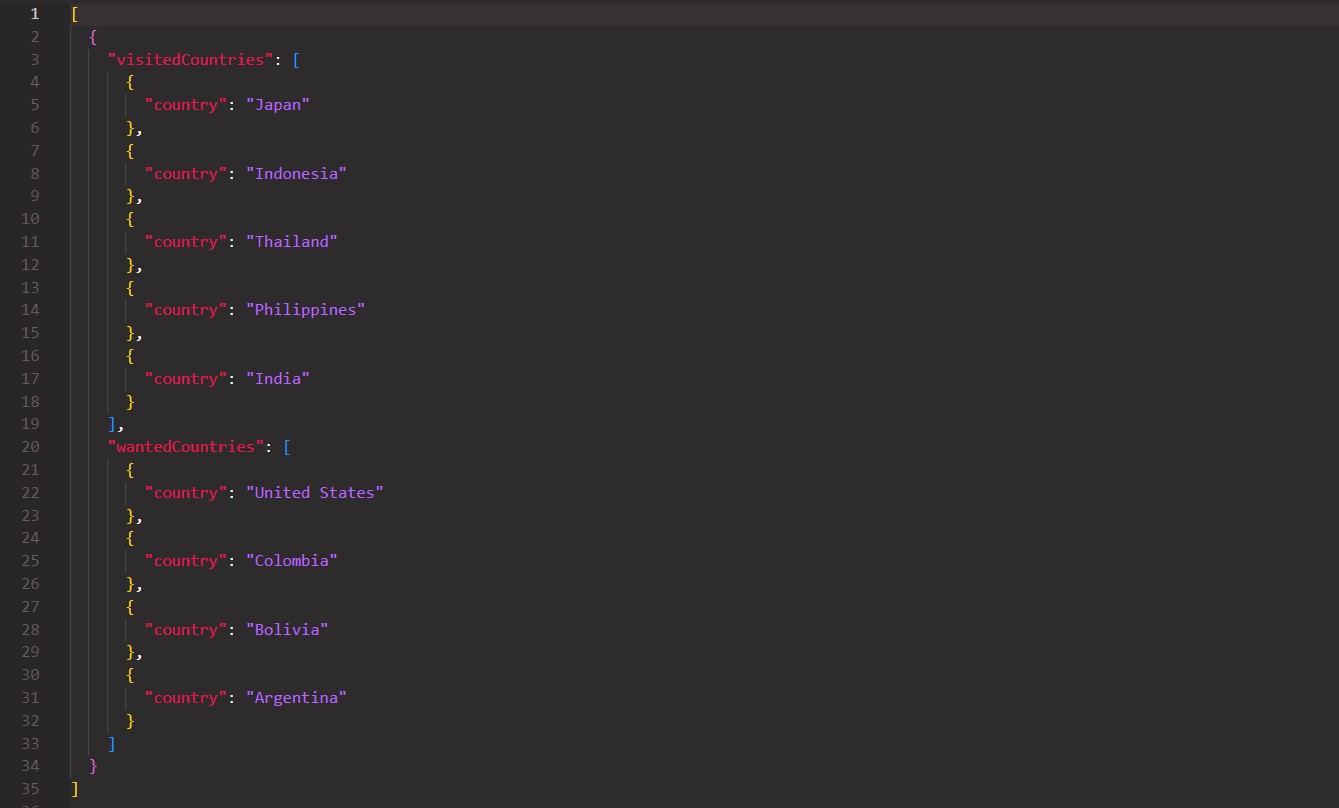 1 [
2   {
3     "visitedCountries": [
4       {
5         "country": "Japan"
6       },
7       {
8         "country": "Indonesia"
9       },
10       {
11         "country": "Thailand"
12       },
13       {
14         "country": "Philippines"
15       },
16       {
17         "country": "India"
18       }
19     ],
20     "wantedCountries": [
21       {
22         "country": "United States"
23       },
24       {
25         "country": "Colombia"
26       },
27       {
28         "country": "Bolivia"
29       },
30       {
31         "country": "Argentina"
32       }
33     ]
34   }
35 ]